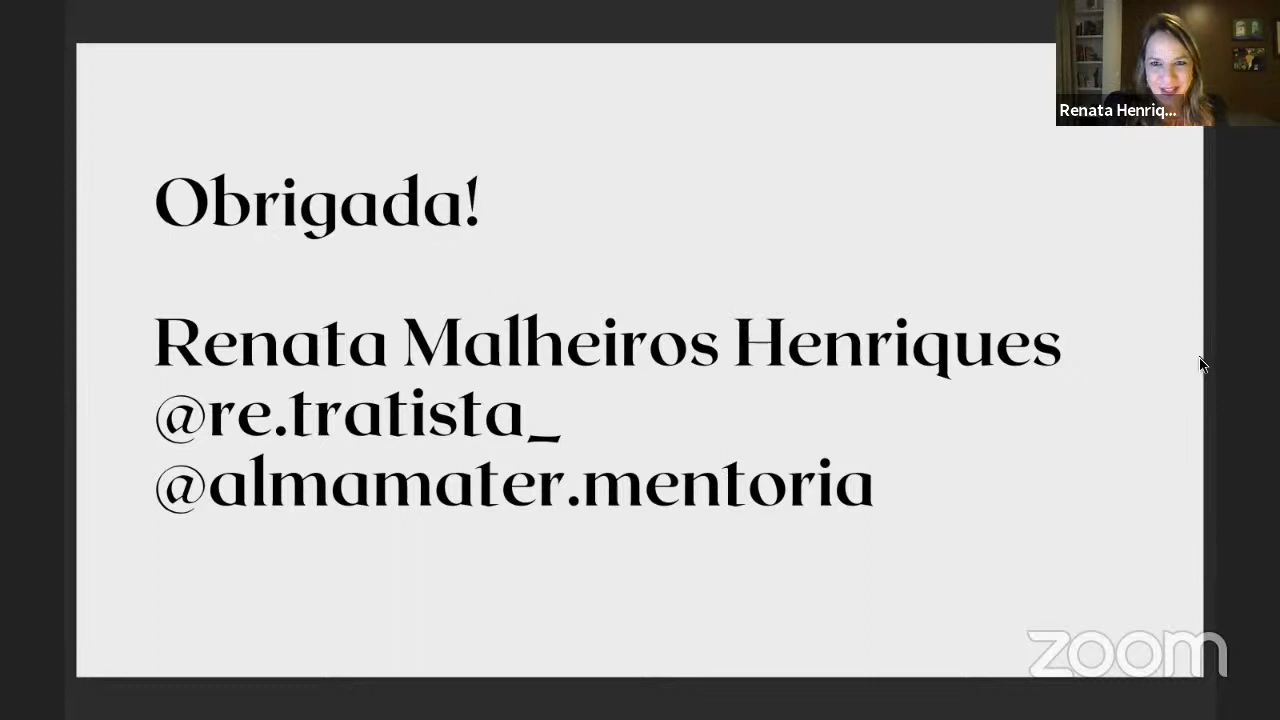 Renata Henriq...
Obrigada!
Renata Malheiros Henriques
@re.tratista_
@almamater.mentoria
zoom